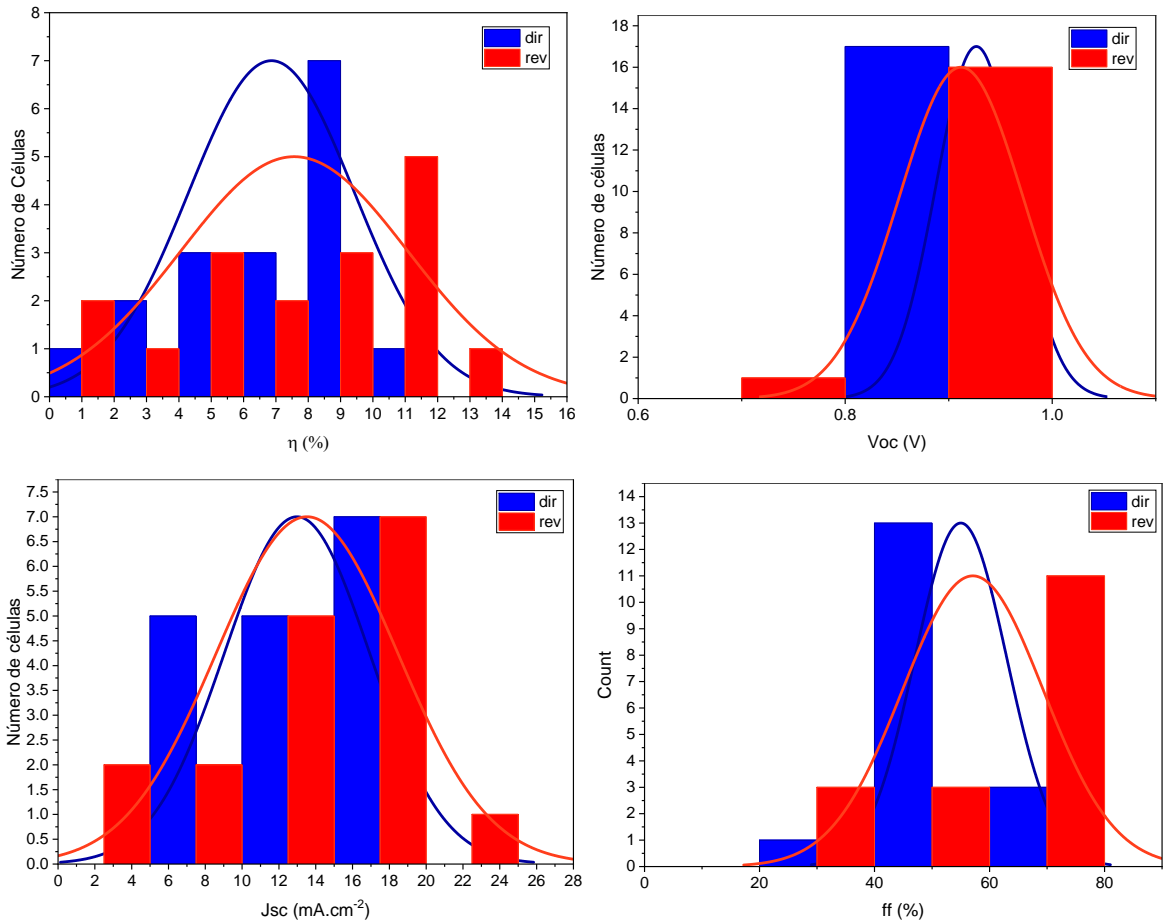 8
7
6
5
4
3
2
1
0
Número de Células
0 1 2 3 4 5 6 7 8 9 10 11 12 13 14 15 16
η (%)
dir
rev
18
16
14
12
10
8
6
4
2
0
Número de células
0.6 0.8 1.0
Voc (V)
dir
rev
7.5
7.0
6.5
6.0
5.5
5.0
4.5
4.0
3.5
3.0
2.5
2.0
1.5
1.0
0.5
0.0
Número de células
0 2 4 6 8 10 12 14 16 18 20 22 24 26 28
Jsc (mA.cm⁻²)
dir
rev
14
13
12
11
10
9
8
7
6
5
4
3
2
1
0
Count
0 20 40 60 80
ff (%)
dir
rev